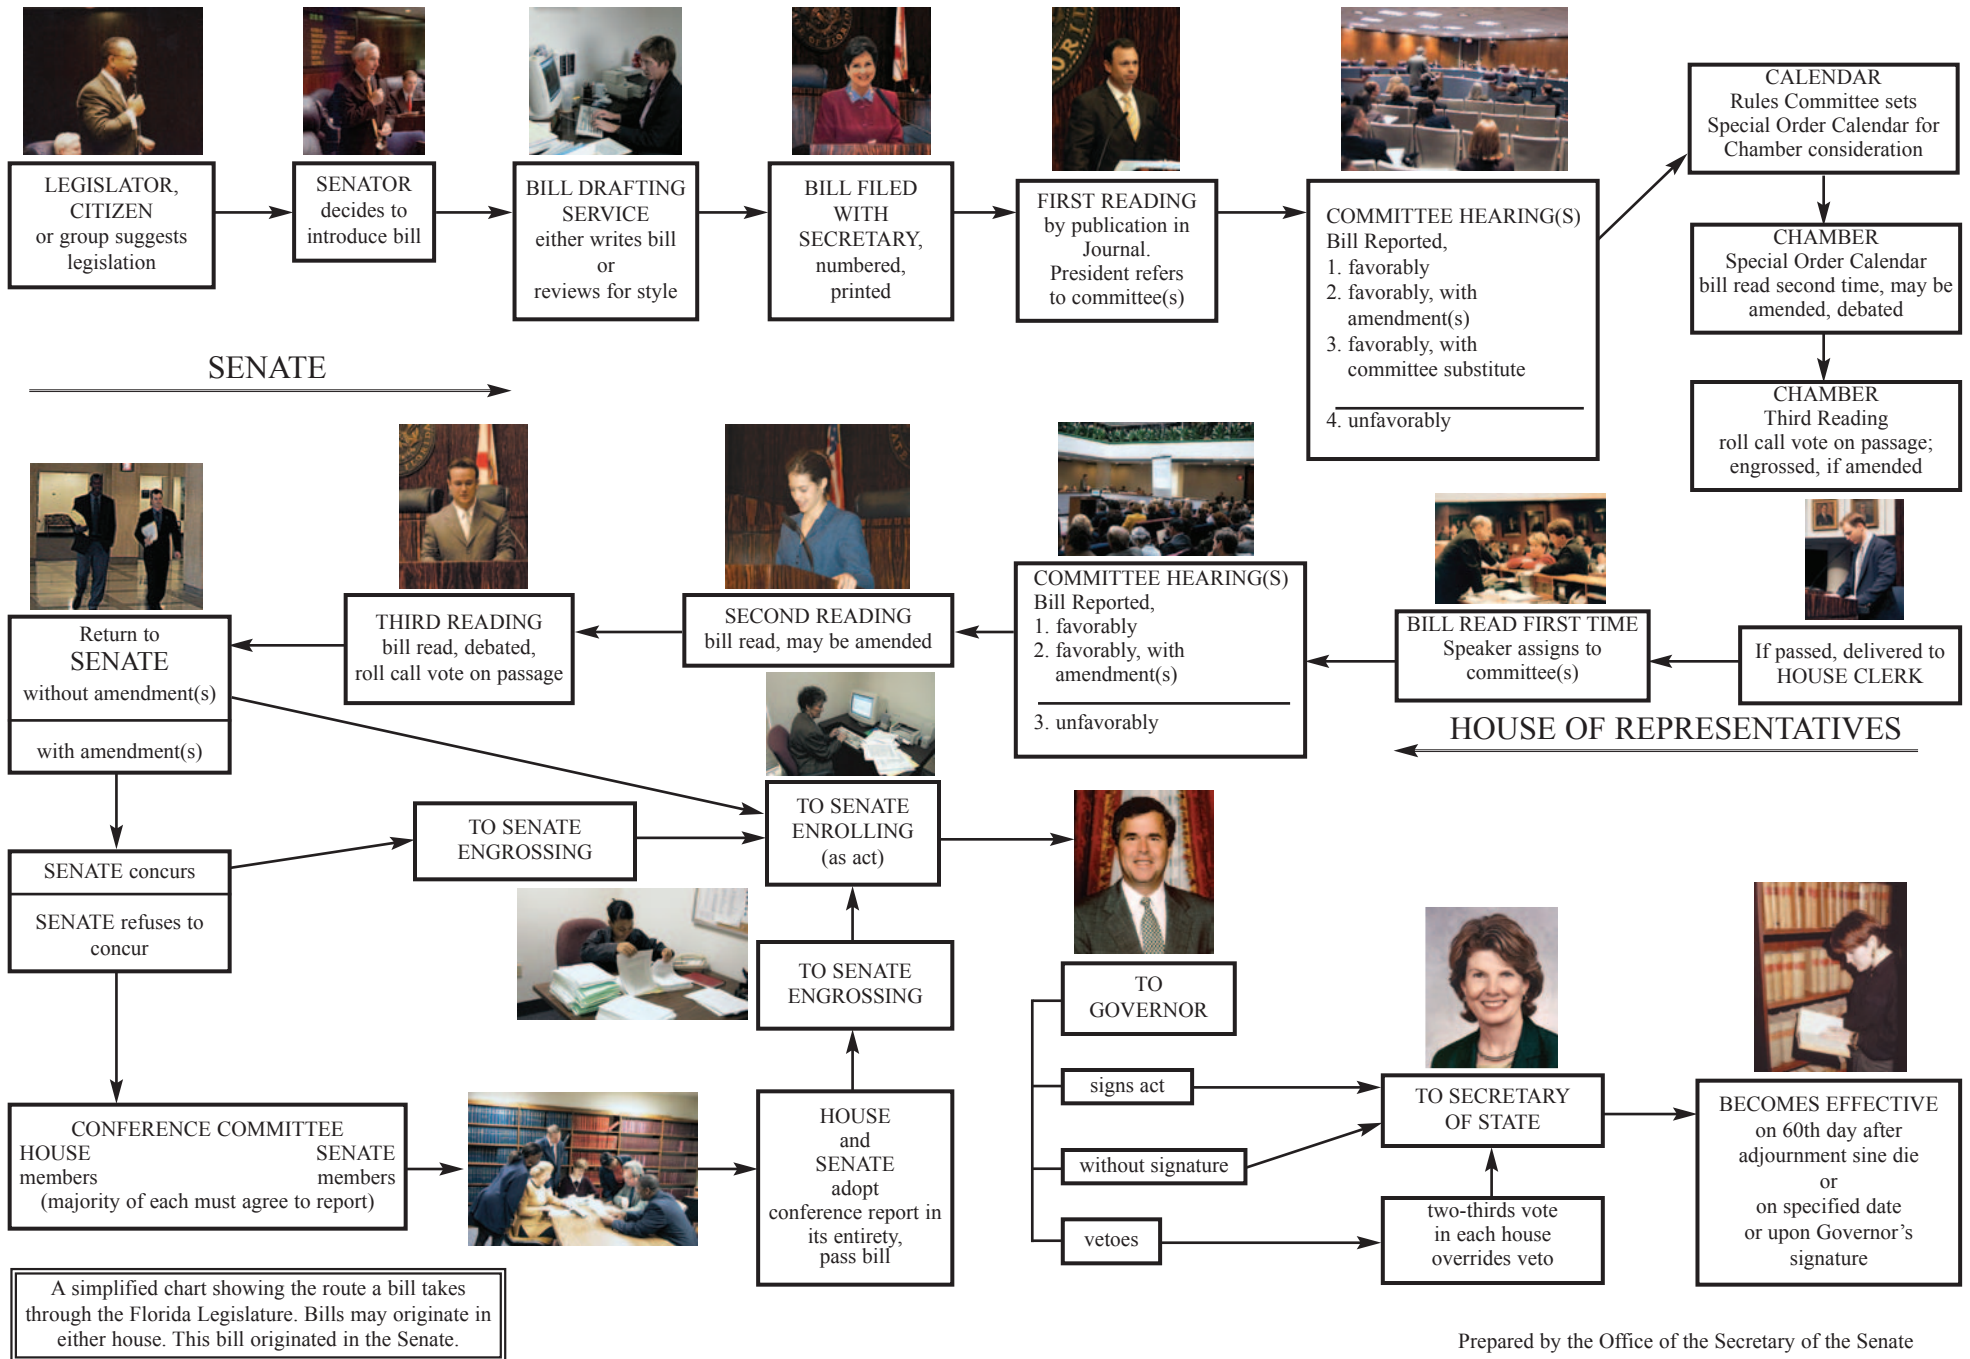 LEGISLATOR,
CITIZEN
or group suggests
legislation
SENATOR
decides to
introduce bill
BILL DRAFTING
SERVICE
either writes bill
or
reviews for style
BILL FILED
WITH
SECRETARY,
numbered,
printed
FIRST READING
by publication in
Journal.
President refers
to committee(s)
COMMITTEE HEARING(S)
Bill Reported,
1. favorably
2. favorably, with
amendment(s)
3. favorably, with
committee substitute
4. unfavorably
CALENDAR
Rules Committee sets
Special Order Calendar for
Chamber consideration
CHAMBER
Special Order Calendar
bill read second time, may be
amended, debated
CHAMBER
Third Reading
roll call vote on passage;
engrossed, if amended
SENATE
If passed, delivered to
HOUSE CLERK
BILL READ FIRST TIME
Speaker assigns to
committee(s)
HOUSE OF REPRESENTATIVES
COMMITTEE HEARING(S)
Bill Reported,
1. favorably
2. favorably, with
amendment(s)
3. unfavorably
SECOND READING
bill read, may be amended
THIRD READING
bill read, debated,
roll call vote on passage
Return to
SENATE
without amendment(s)
with amendment(s)
SENATE concurs
SENATE refuses to
concur
TO SENATE
ENGROSSING
TO SENATE
ENROLLING
(as act)
TO SENATE
ENGROSSING
CONFERENCE COMMITTEE
HOUSE SENATE
members members
(majority of each must agree to report)
HOUSE
and
SENATE
adopt
conference report in
its entirety,
pass bill
TO
GOVERNOR
signs act
without signature
vetoes
TO SECRETARY
OF STATE
two-thirds vote
in each house
overrides veto
BECOMES EFFECTIVE
on 60th day after
adjournment sine die
or
on specified date
or upon Governor’s
signature
A simplified chart showing the route a bill takes
through the Florida Legislature. Bills may originate in
either house. This bill originated in the Senate.
Prepared by the Office of the Secretary of the Senate